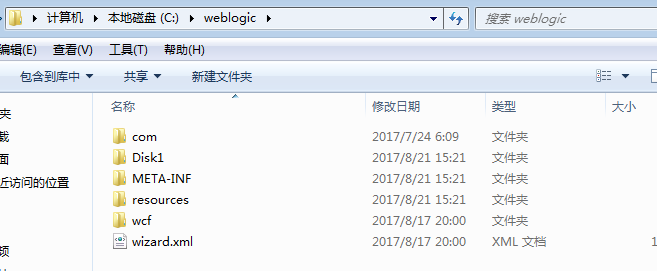 计算机 本地磁盘 (C:) weblogic 搜索 weblogic
编辑(E) 查看(V) 工具(T) 帮助(H)
包含到库中 共享 新建文件夹
名称 修改日期 类型 大小
夹 com 2017/7/24 6:09 文件夹
载 Disk1 2017/8/21 15:21 文件夹
面 META-INF 2017/8/21 15:21 文件夹
近访问的位置 resources 2017/8/21 15:21 文件夹
wcf 2017/8/17 20:00 文件夹
频 wizard.xml 2017/8/17 20:00 XML 文档 1